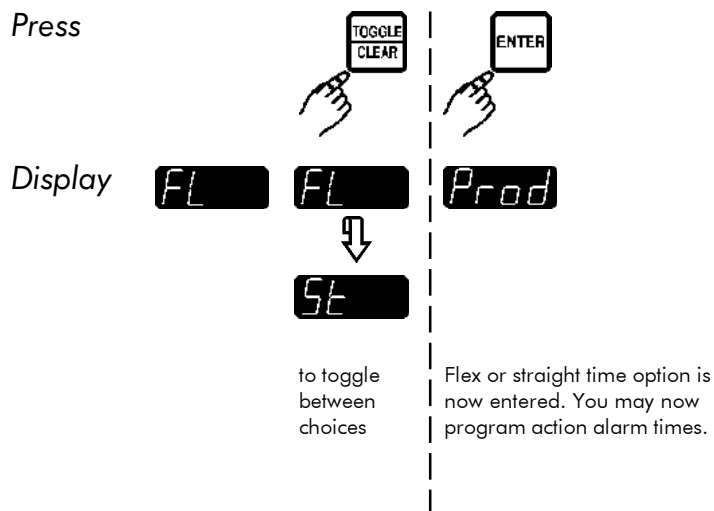 Press
TOGGLE
CLEAR
ENTER
Display
FL
FL
Prod
St
to toggle
between
choices
Flex or straight time option is
now entered. You may now
program action alarm times.